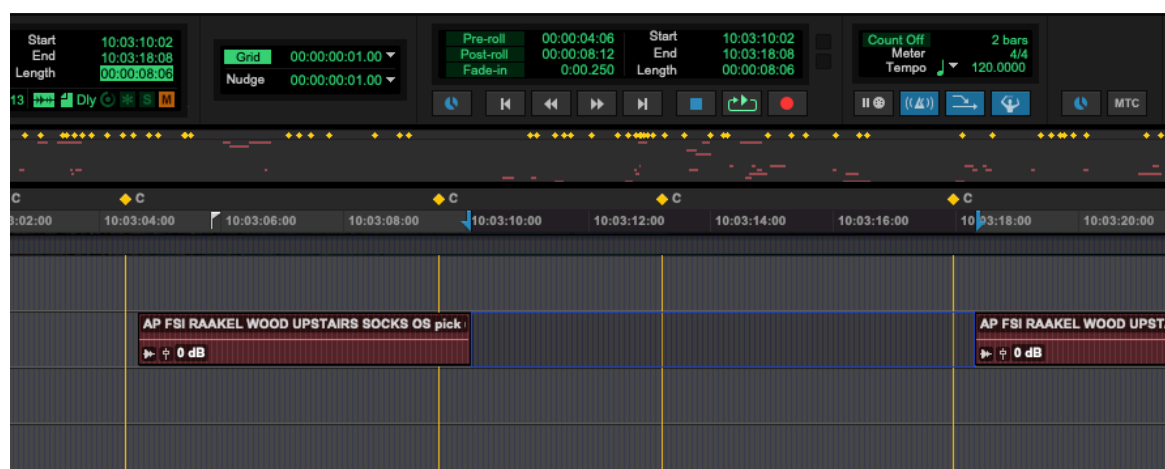 Start 10:03:10:02
End 10:03:18:08
Length 00:00:08:06
13 Dly S M
Grid 00:00:00:01.00
Nudge 00:00:00:01.00
Pre-roll 00:00:04:06 Start 10:03:10:02
Post-roll 00:00:08:12 End 10:03:18:08
Fade-in 0:00.250 Length 00:00:08:06
Count Off 2 bars
Meter 4/4
Tempo 120.0000
MTC
C C C C C
3:02:00 10:03:04:00 10:03:06:00 10:03:08:00 10:03:10:00 10:03:12:00 10:03:14:00 10:03:16:00 10:03:18:00 10:03:20:00
AP FSI RAAKEL WOOD UPSTAIRS SOCKS OS pick AP FSI RAAKEL WOOD UPST
0 dB 0 dB